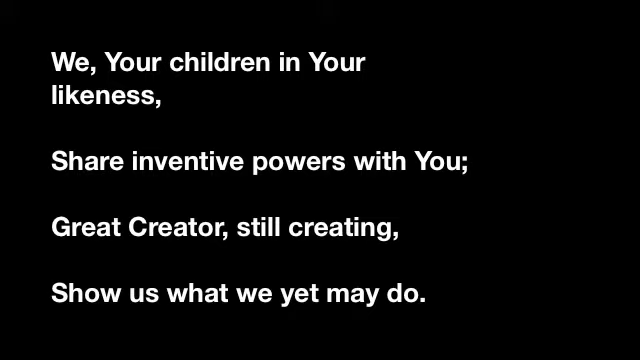 We, Your children in Your
likeness,
Share inventive powers with You;
Great Creator, still creating,
Show us what we yet may do.